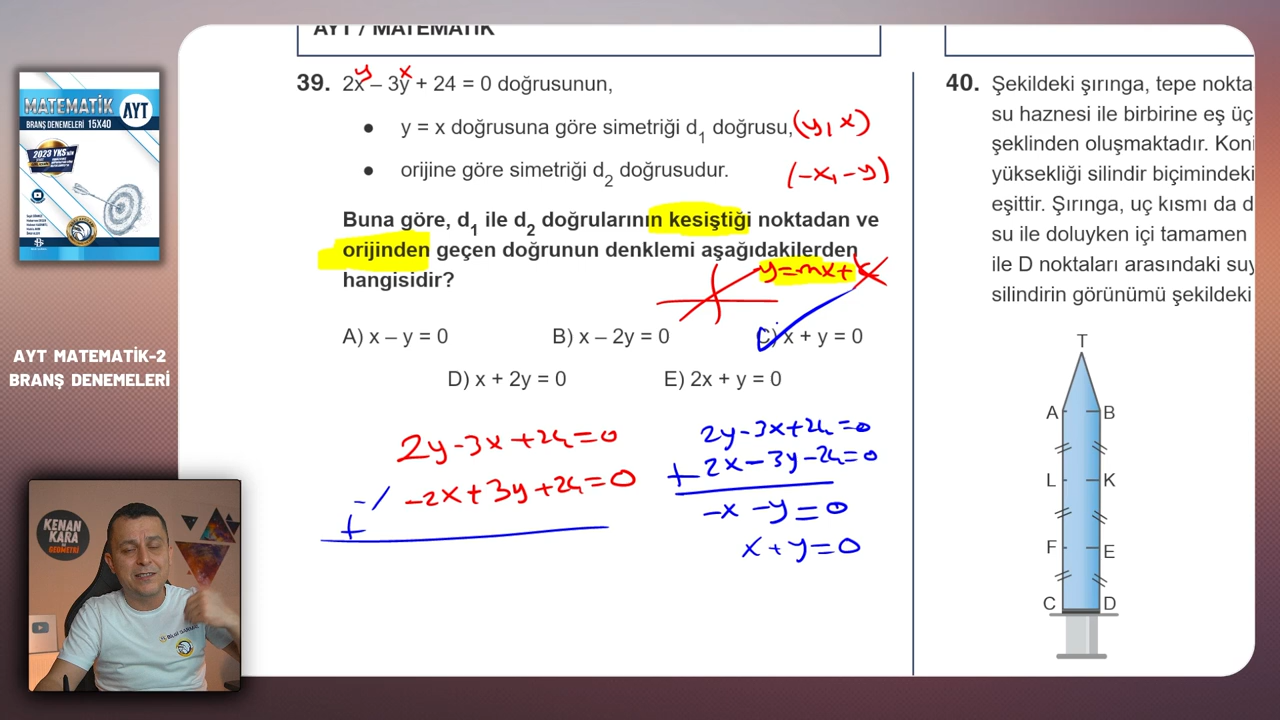 AYT / MATEMATİK
MATEMATİK AYT
BRANŞ DENEMELERİ 15X40
2023 YKS'NİN
AYT MATEMATİK-2
BRANŞ DENEMELERİ
39. 2x – 3y + 24 = 0 doğrusunun,
y x
• y = x doğrusuna göre simetriği d1 doğrusu, (y, x)
• orijine göre simetriği d2 doğrusudur. (-x, -y)
Buna göre, d1 ile d2 doğrularının kesiştiği noktadan ve
orijinden geçen doğrunun denklemi aşağıdakilerden
hangisidir?
y=mx+
A) x – y = 0 B) x – 2y = 0 C) x + y = 0
D) x + 2y = 0 E) 2x + y = 0
2y-3x+24=0
-2x+3y+24=0
-/
+
2y-3x+24=0
+ 2x-3y-24=0
-x -y=0
x+y=0
40. Şekildeki şırınga, tepe nokta
su haznesi ile birbirine eş üç
şeklinden oluşmaktadır. Koni
yüksekliği silindir biçimindeki
eşittir. Şırınga, uç kısmı da d
su ile doluyken içi tamamen
ile D noktaları arasındaki suy
silindirin görünümü şekildeki
T
A B
L K
F E
C D
KENAN
KARA
GEOMETRİ